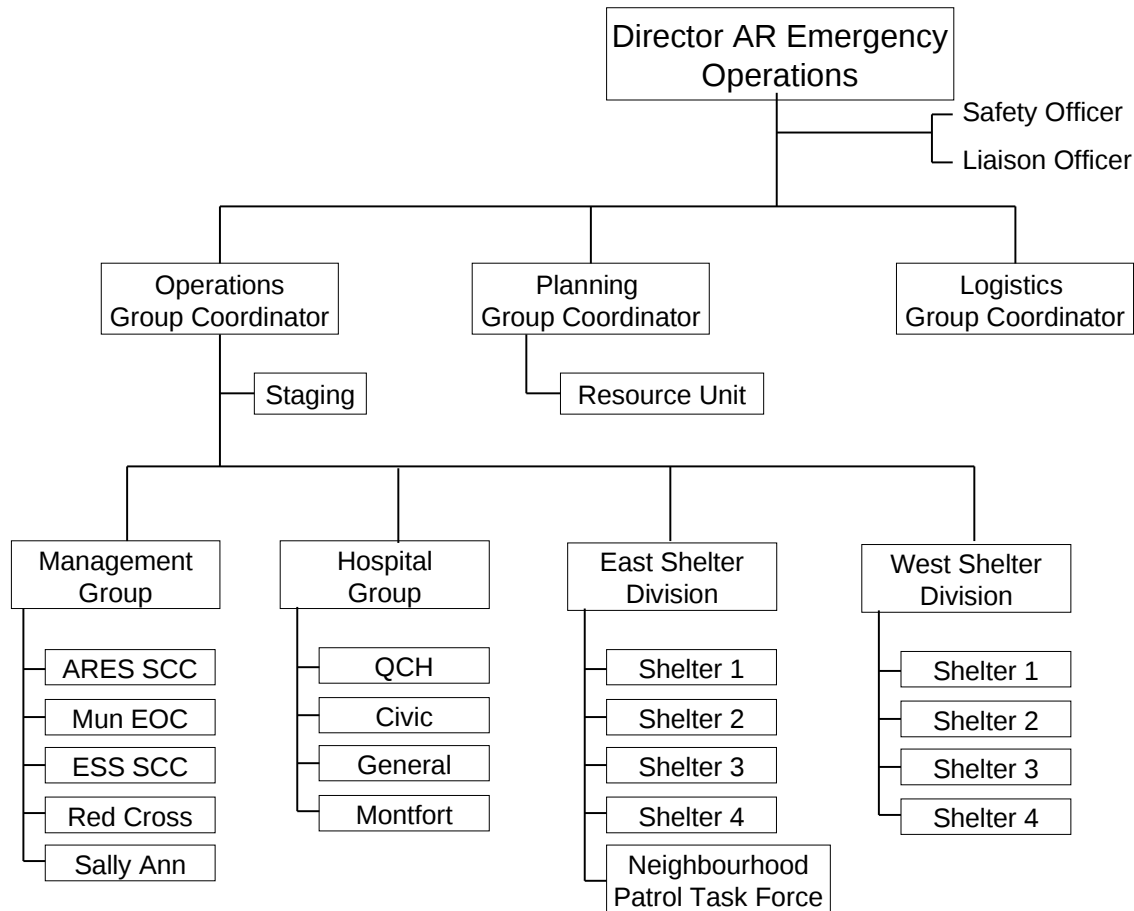 Director AR Emergency
Operations
Safety Officer
Liaison Officer
Operations
Group Coordinator
Planning
Group Coordinator
Logistics
Group Coordinator
Staging
Resource Unit
Management
Group
Hospital
Group
East Shelter
Division
West Shelter
Division
ARES SCC
Mun EOC
ESS SCC
Red Cross
Sally Ann
QCH
Civic
General
Montfort
Shelter 1
Shelter 2
Shelter 3
Shelter 4
Neighbourhood
Patrol Task Force
Shelter 1
Shelter 2
Shelter 3
Shelter 4